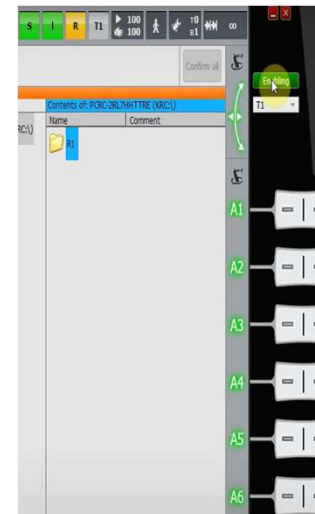 S I R T1 100 100 T0 B1 ∞
Confirm all
Enabling
T1
Contents of: PCRC-2RL7HHTTRE (KRC:\)
RC:\)
Name Comment
R1
A1
A2
A3
A4
A5
A6